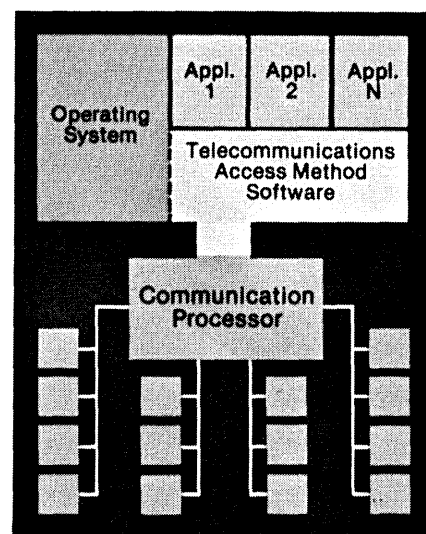 Operating
System
Appl.
1
Appl.
2
Appl.
N
Telecommunications
Access Method
Software
Communication
Processor